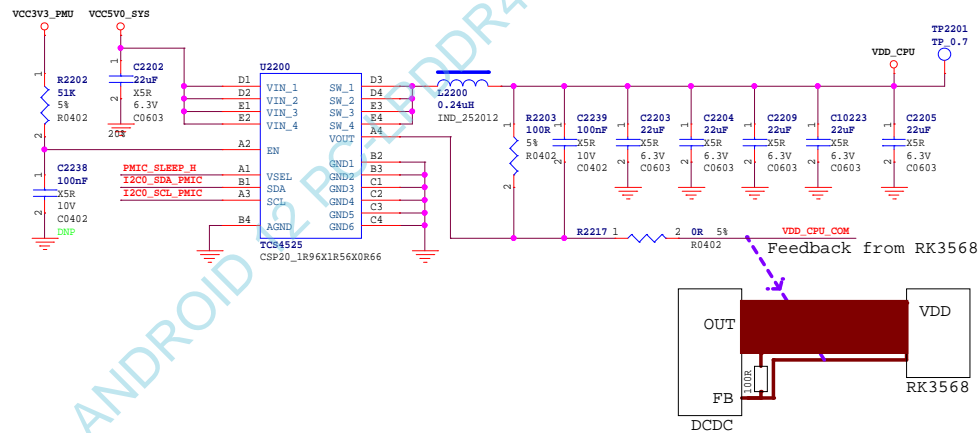 VCC3V3_PMU
VCC5V0_SYS
R2202
51K
5%
R0402
C2202
22uF
X5R
6.3V
C0603
20%
C2238
100nF
X5R
10V
C0402
DNP
PMIC_SLEEP_H
I2C0_SDA_PMIC
I2C0_SCL_PMIC
U2200
D1 VIN_1 SW_1 D3
D2 VIN_2 SW_2 D4
E1 VIN_3 SW_3 E3
E2 VIN_4 SW_4 E4
VOUT A4
A2 EN
GND1 B2
A1 VSEL GND2 B3
B1 SDA GND3 C1
A3 SCL GND4 C2
GND5 C3
B4 AGND GND6 C4
TCS4525
CSP20_1R96X1R56X0R66
L2200
0.24uH
IND_252012
R2203
100R
5%
R0402
C2239
100nF
X5R
10V
C0402
C2203
22uF
X5R
6.3V
C0603
C2204
22uF
X5R
6.3V
C0603
C2209
22uF
X5R
6.3V
C0603
C10223
22uF
X5R
6.3V
C0603
C2205
22uF
X5R
6.3V
C0603
VDD_CPU
TP2201
TP_0.7
R2217 1 2 0R 5%
R0402
VDD_CPU_COM
Feedback from RK3568
OUT
VDD
100R
FB
RK3568
DCDC